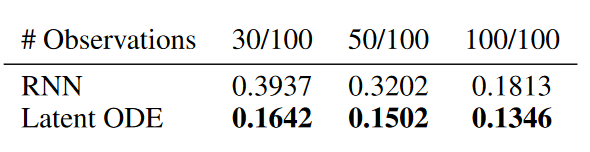 # Observations 30/100 50/100 100/100
RNN 0.3937 0.3202 0.1813
Latent ODE 0.1642 0.1502 0.1346